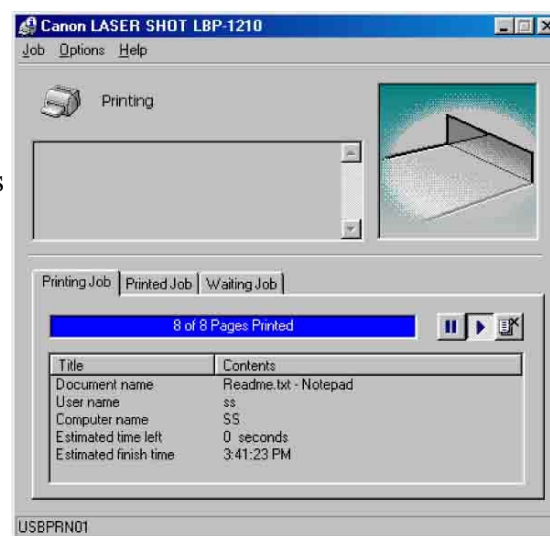 Canon LASER SHOT LBP-1210
Job Options Help
Printing
s
Printing Job Printed Job Waiting Job
8 of 8 Pages Printed
Title Contents
Document name Readme.txt - Notepad
User name ss
Computer name SS
Estimated time left 0 seconds
Estimated finish time 3:41:23 PM
USBPRN01